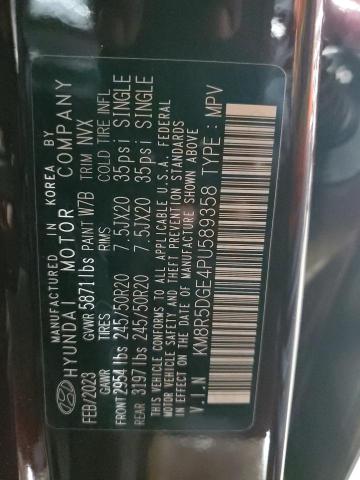 MANUFACTURED IN KOREA BY
HYUNDAI MOTOR COMPANY
FEB/2023 GVWR 5871lbs PAINT W7B TRIM NVX
GAWR TIRES RIMS COLD TIRE INFL
FRONT 2954 lbs 245/50R20 7.5JX20 35psi SINGLE
REAR 3197 lbs 245/50R20 7.5JX20 35psi SINGLE
THIS VEHICLE CONFORMS TO ALL APPLICABLE U.S.A. FEDERAL
MOTOR VEHICLE SAFETY, BUMPER, AND THEFT PREVENTION
STANDARDS IN EFFECT ON THE DATE OF MANUFACTURE SHOWN ABOVE.
V.I.N : KM8R5DGE4PU589358 TYPE : MPV